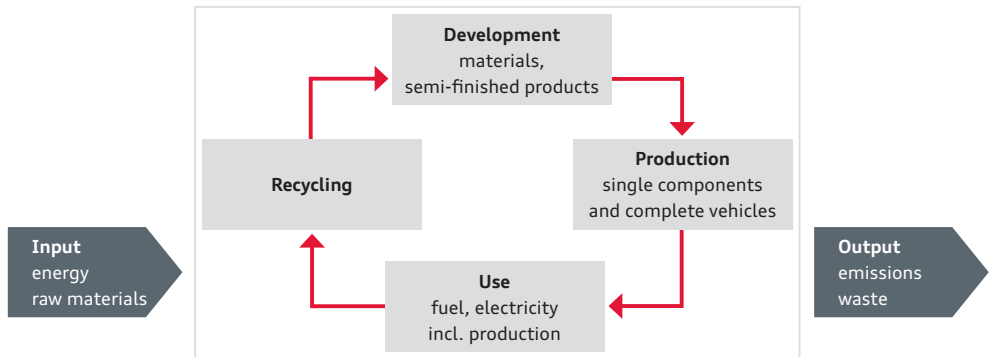 Development
materials,
semi-finished products
Production
single components
and complete vehicles
Recycling
Use
fuel, electricity
incl. production
Input
energy
raw materials
Output
emissions
waste